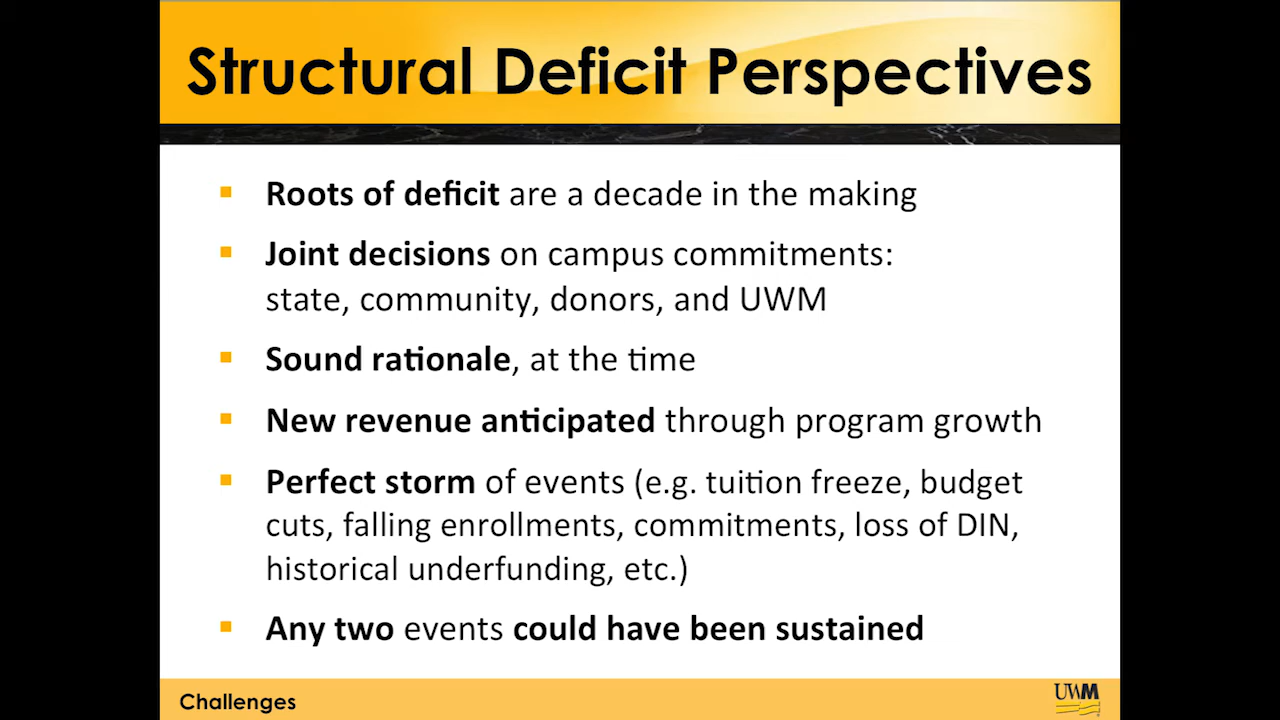 Structural Deficit Perspectives
▪ Roots of deficit are a decade in the making
▪ Joint decisions on campus commitments:
state, community, donors, and UWM
▪ Sound rationale, at the time
▪ New revenue anticipated through program growth
▪ Perfect storm of events (e.g. tuition freeze, budget
cuts, falling enrollments, commitments, loss of DIN,
historical underfunding, etc.)
▪ Any two events could have been sustained
Challenges
UWM